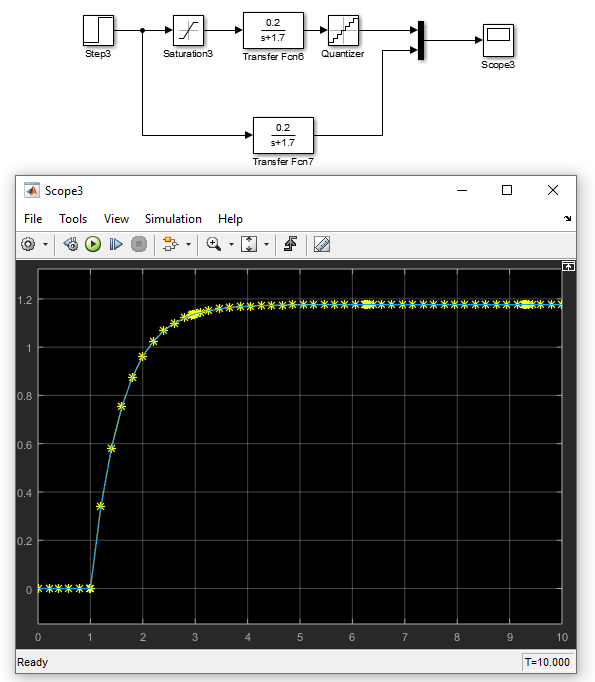 0.2
s+1.7
0.2
s+1.7
Step3
Saturation3
Transfer Fcn6
Quantizer
Scope3
Transfer Fcn7
Scope3
File Tools View Simulation Help
1.2
1
0.8
0.6
0.4
0.2
0
0 1 2 3 4 5 6 7 8 9 10
Ready T=10.000